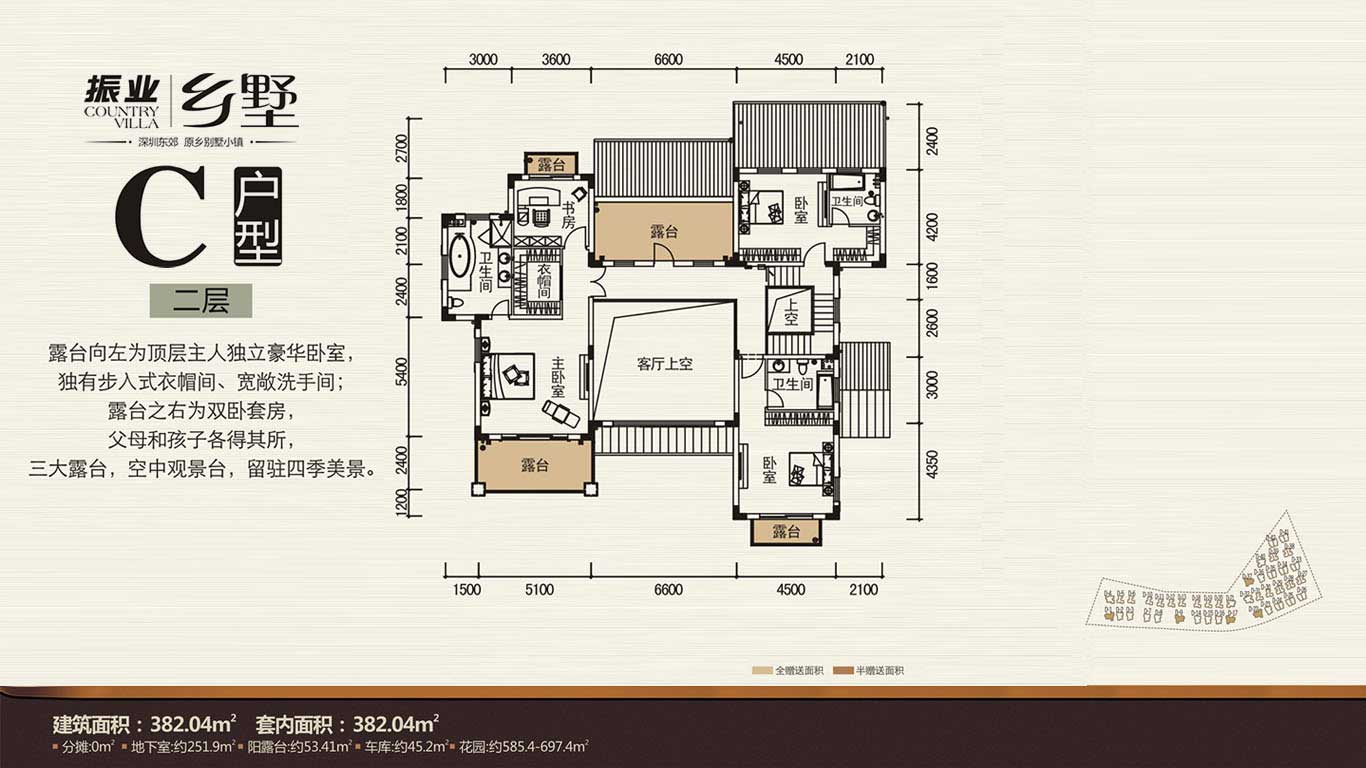 振业
COUNTRY
VILLA
乡墅
深圳东郊 原乡别墅小镇
C
户型
二层
露台向左为顶层主人独立豪华卧室，
独有步入式衣帽间、宽敞洗手间；
露台之右为双卧套房，
父母和孩子各得其所，
三大露台，空中观景台，留驻四季美景。
3000 3600 6600 4500 2100
2700
1800
2100
2400
5400
2400
1200
露台
书房
卫生间
衣帽间
露台
卧室
卫生间
上空
客厅上空
主卧室
卫生间
露台
卧室
露台
2400
4200
1600
2600
3000
4350
1500 5100 6600 4500 2100
全赠送面积 半赠送面积
建筑面积：382.04㎡ 套内面积：382.04㎡
分摊:0㎡ 地下室:约251.9㎡ 阳露台:约53.41㎡ 车库:约45.2㎡ 花园:约585.4-697.4㎡